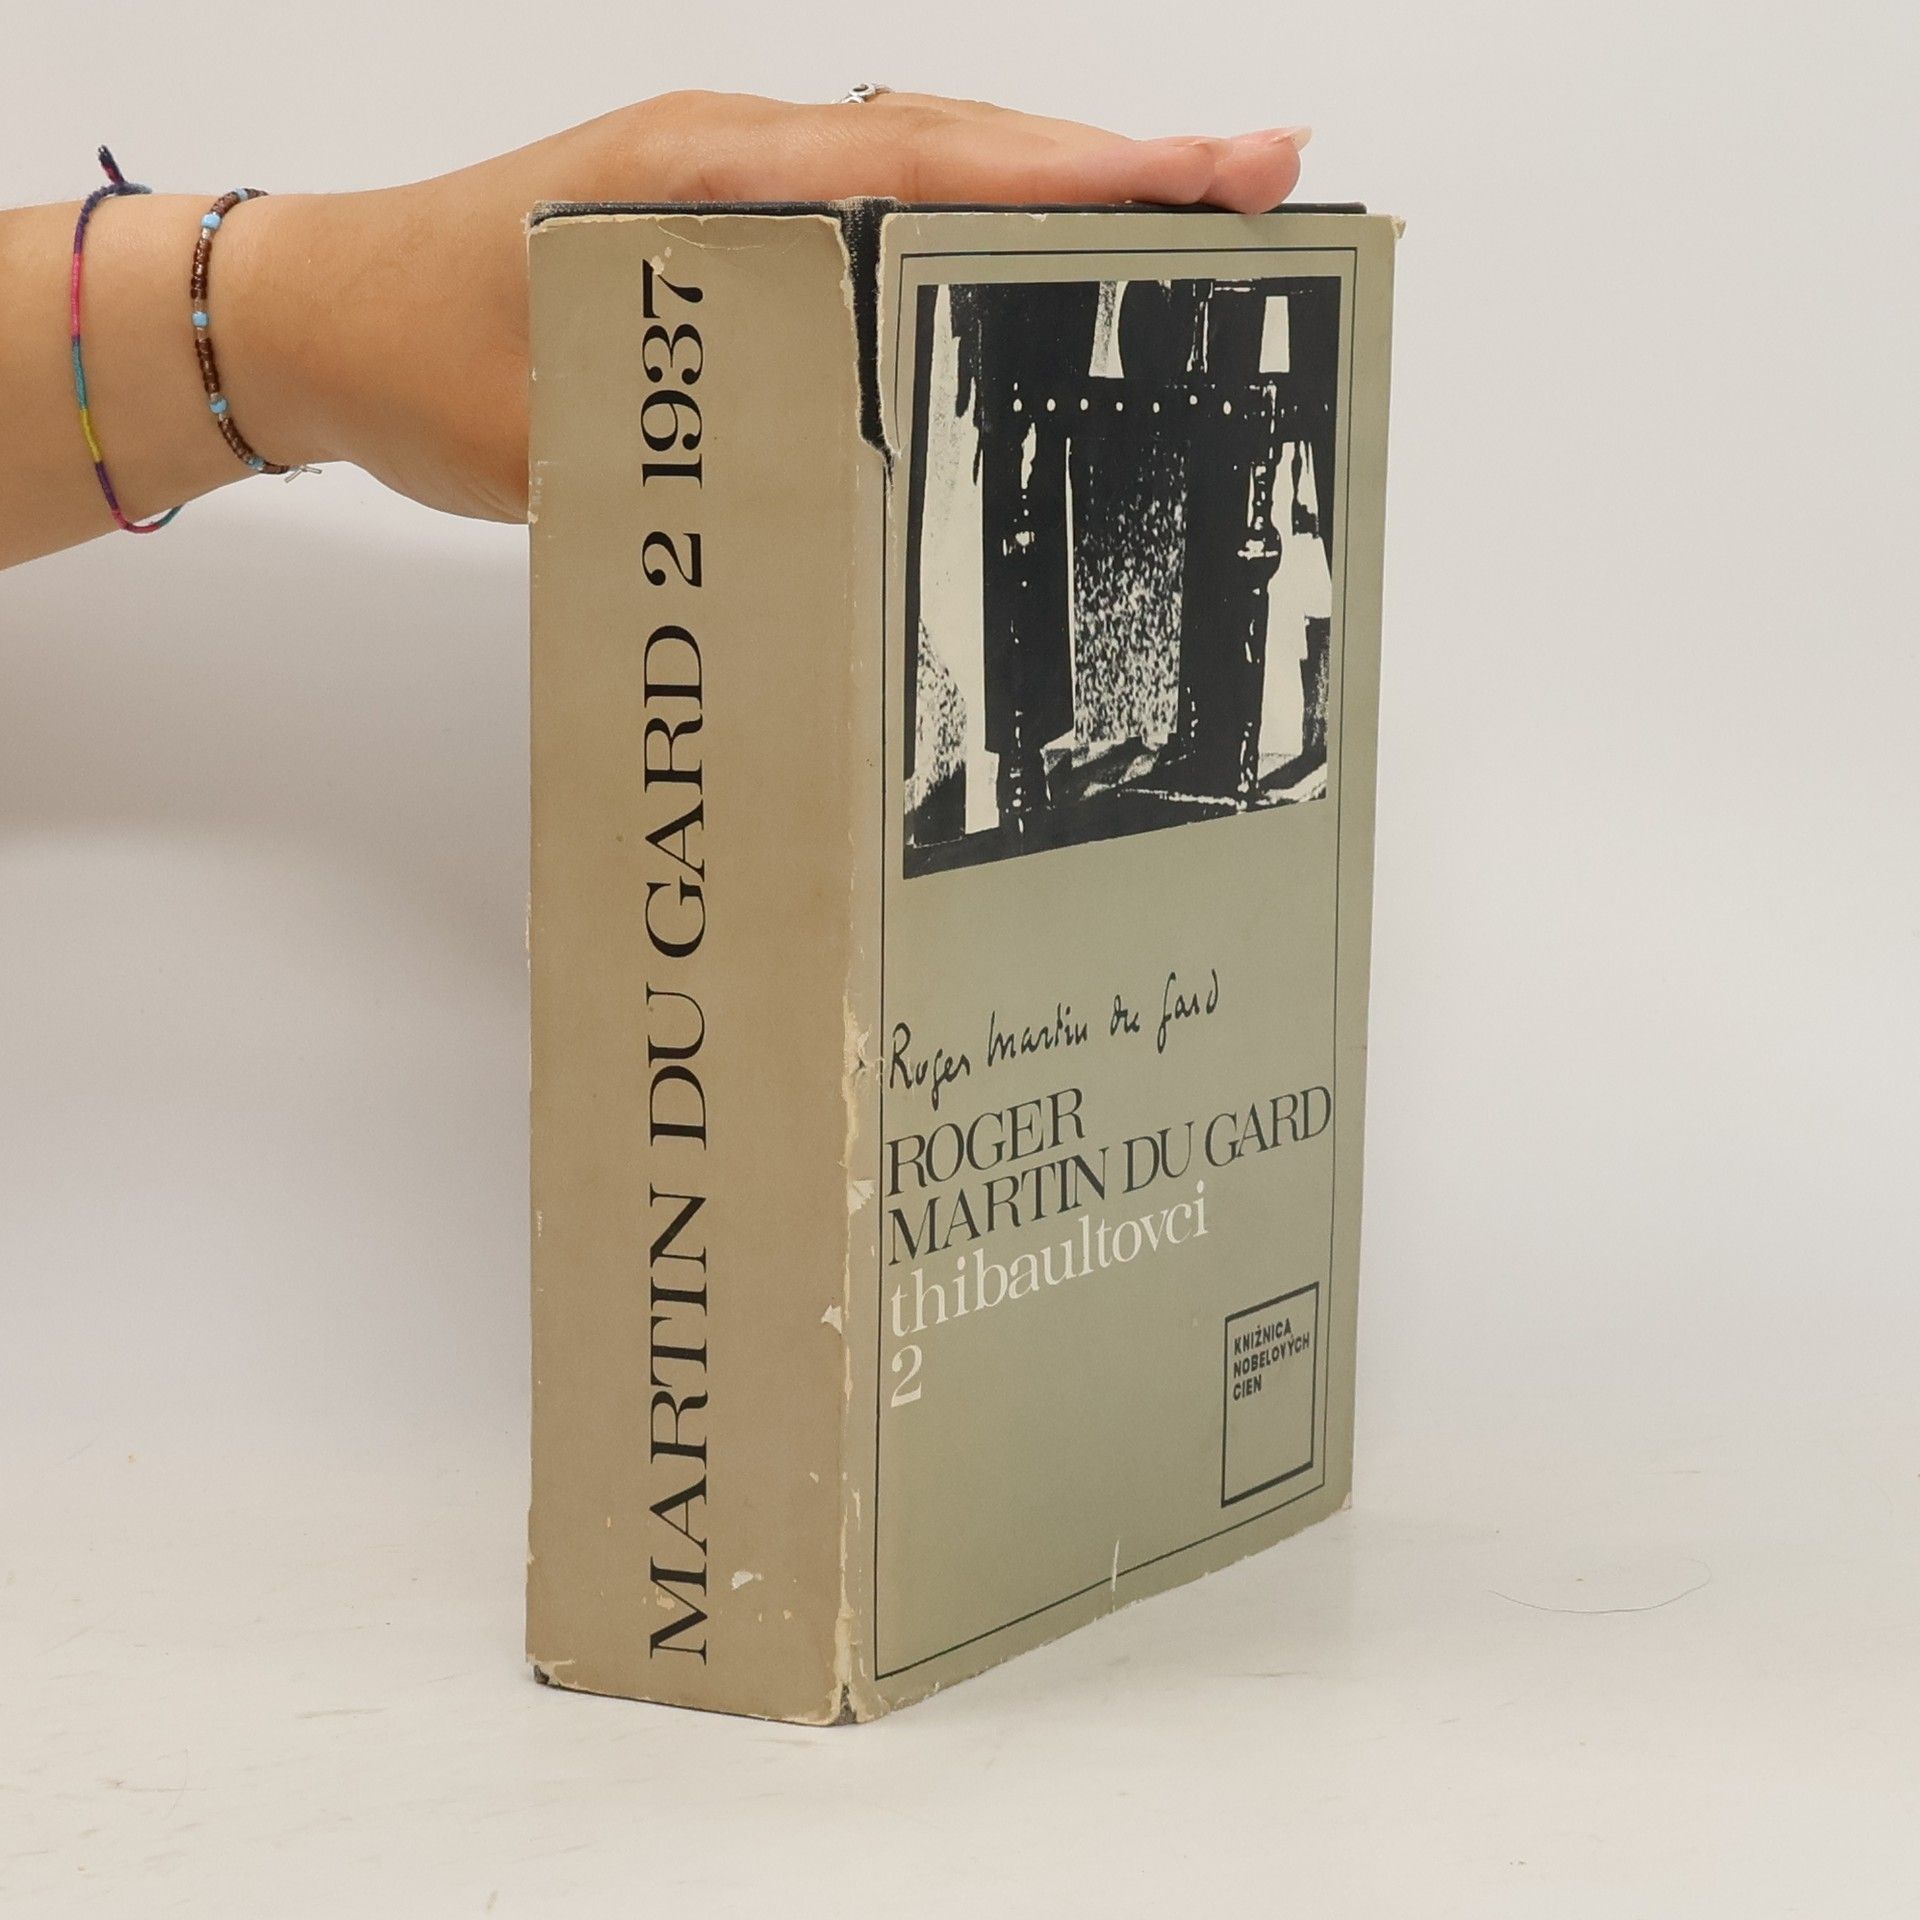 MARTIN DU GARD 2 1937
Roger Martin du Gard
ROGER
MARTIN DU GARD
thibaultovci
2
KNIŽNICA
NOBELOVÝCH
CIEN